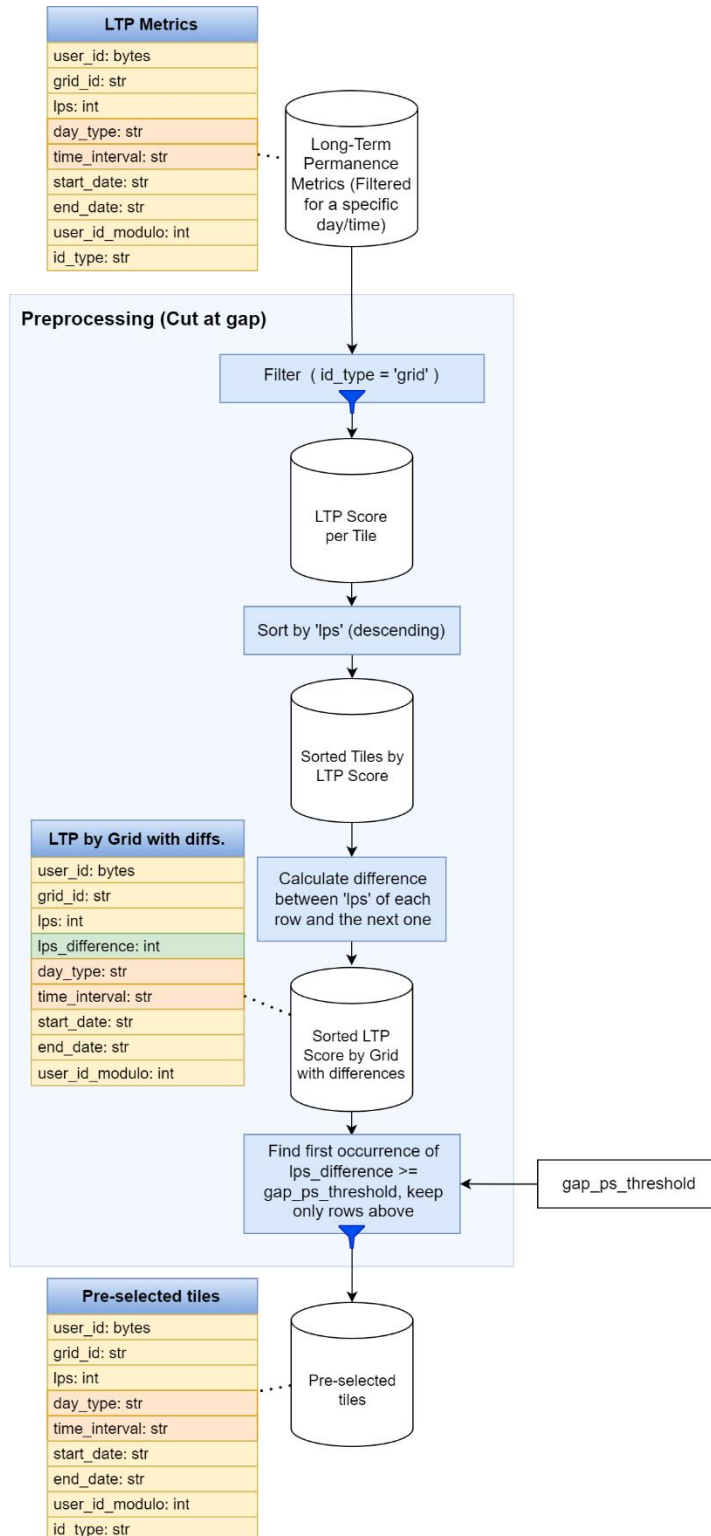 LTP Metrics
user_id: bytes
grid_id: str
lps: int
day_type: str
time_interval: str
start_date: str
end_date: str
user_id_modulo: int
id_type: str
Long-Term
Permanence
Metrics (Filtered
for a specific
day/time)
Preprocessing (Cut at gap)
Filter ( id_type = 'grid' )
LTP Score
per Tile
Sort by 'lps' (descending)
Sorted Tiles by
LTP Score
LTP by Grid with diffs.
user_id: bytes
grid_id: str
lps: int
lps_difference: int
day_type: str
time_interval: str
start_date: str
end_date: str
user_id_modulo: int
Calculate difference
between 'lps' of each
row and the next one
Sorted LTP
Score by Grid
with differences
Find first occurrence of
lps_difference >=
gap_ps_threshold, keep
only rows above
gap_ps_threshold
Pre-selected tiles
user_id: bytes
grid_id: str
lps: int
day_type: str
time_interval: str
start_date: str
end_date: str
user_id_modulo: int
id_type: str
Pre-selected
tiles